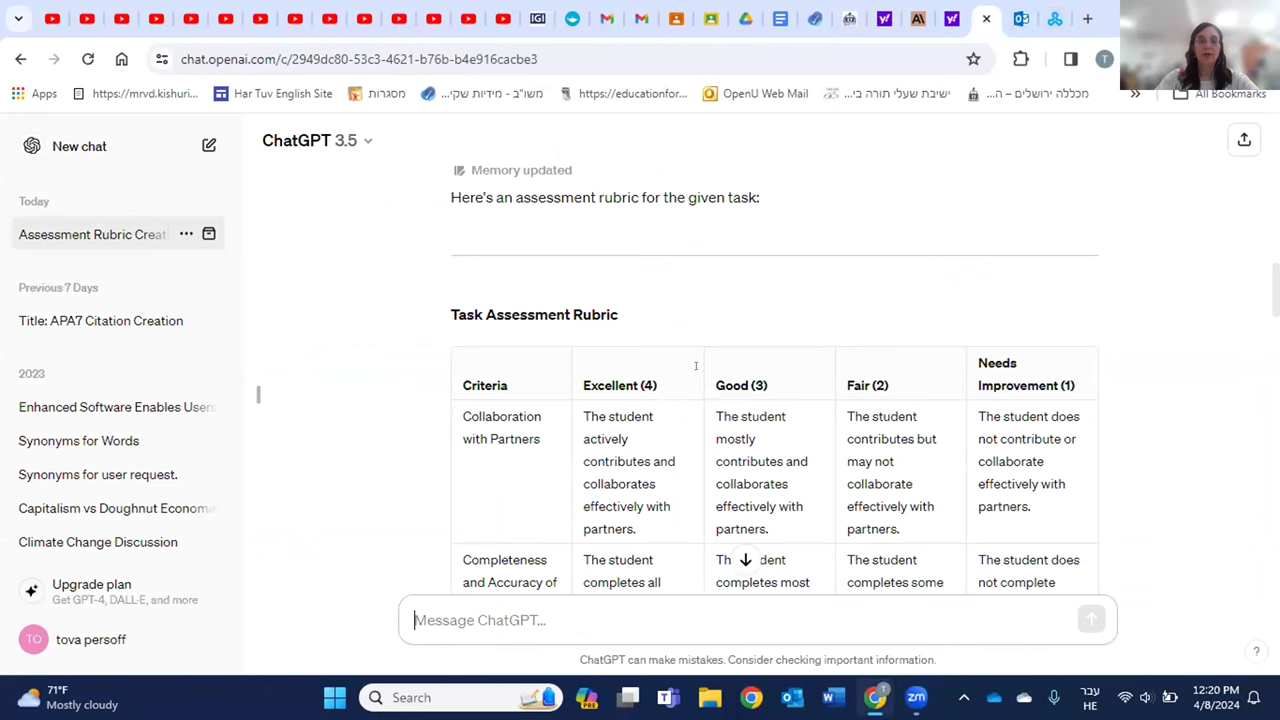 IGI
chat.openai.com/c/2949dc80-53c3-4621-b76b-b4e916cacbe3
T
Apps
https://mrvd.kishuri...
Har Tuv English Site
מסגרות
משו"ב – מידיות שקי...
https://educationfor...
OpenU Web Mail
ישיבת שעלי תורה בי...
מכללה ירושלים – ה...
»
All Bookmarks
New chat
ChatGPT 3.5
Today
Assessment Rubric Creat
Previous 7 Days
Title: APA7 Citation Creation
2023
Enhanced Software Enables Users
Synonyms for Words
Synonyms for user request.
Capitalism vs Doughnut Econom
Climate Change Discussion
Upgrade plan
Get GPT-4, DALL·E, and more
TO
tova persoff
Memory updated
Here's an assessment rubric for the given task:
Task Assessment Rubric
Criteria
Excellent (4)
Good (3)
Fair (2)
Needs
Improvement (1)
Collaboration
with Partners
The student
actively
contributes and
collaborates
effectively with
partners.
The student
mostly
contributes and
collaborates
effectively with
partners.
The student
contributes but
may not
collaborate
effectively with
partners.
The student does
not contribute or
collaborate
effectively with
partners.
Completeness
and Accuracy of
The student
completes all
Th dent
completes most
The student
completes some
The student does
not complete
Message ChatGPT...
ChatGPT can make mistakes. Consider checking important information.
?
71°F
Mostly cloudy
Search
PRE
W
zm
עבר
HE
12:20 PM
4/8/2024